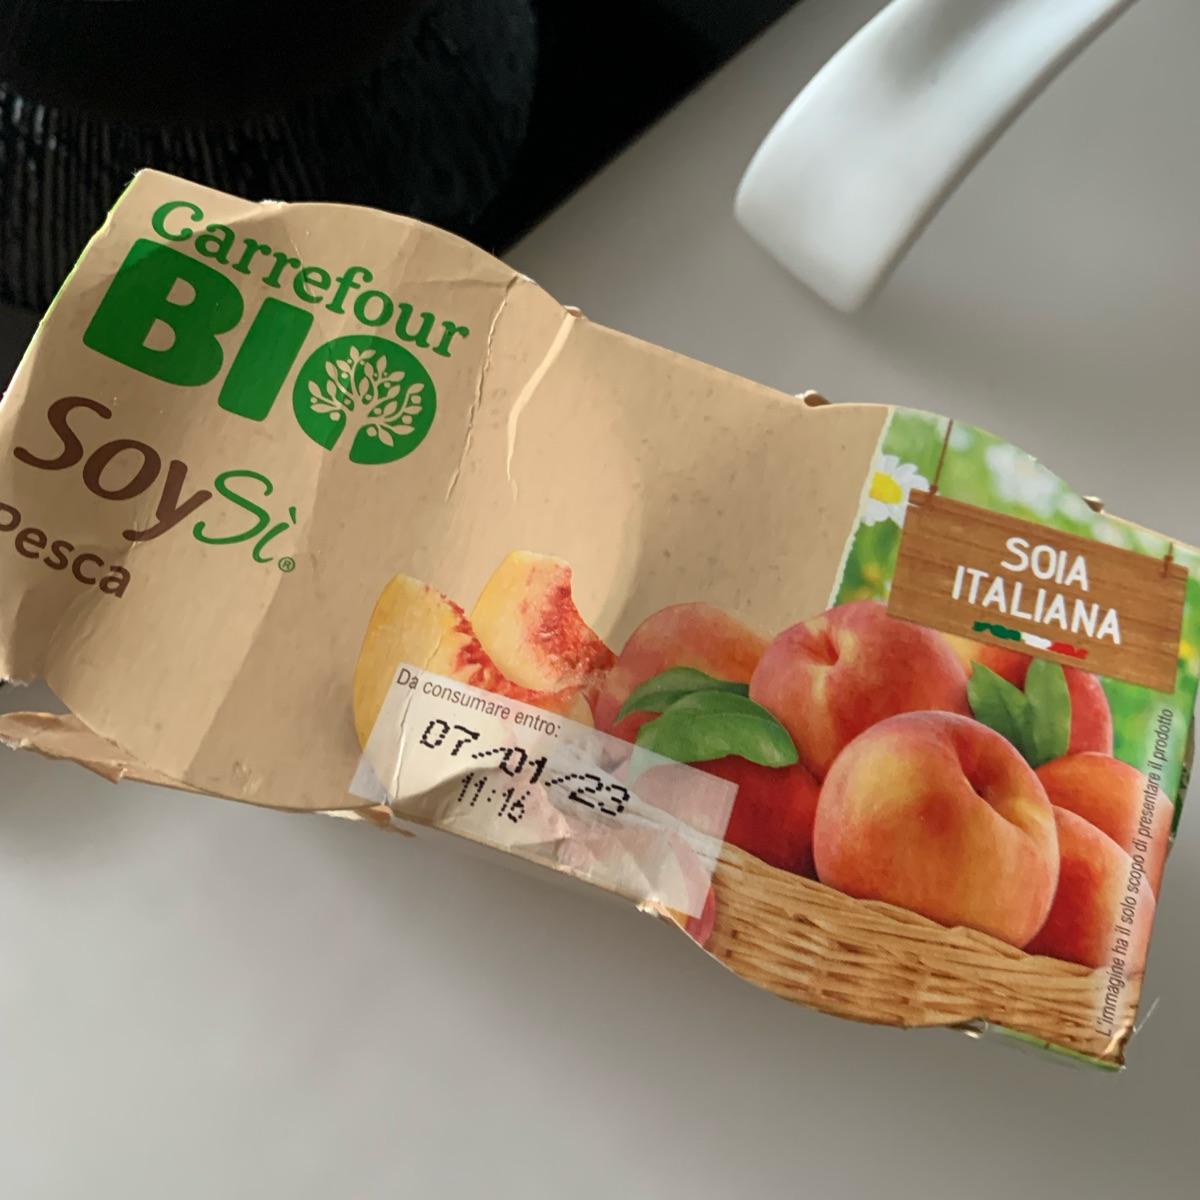 Carrefour
BIO
SoySì®
Pesca
SOIA
ITALIANA
Da consumare entro:
07/01/23
11:16
L'immagine ha il solo scopo di presentare il prodotto